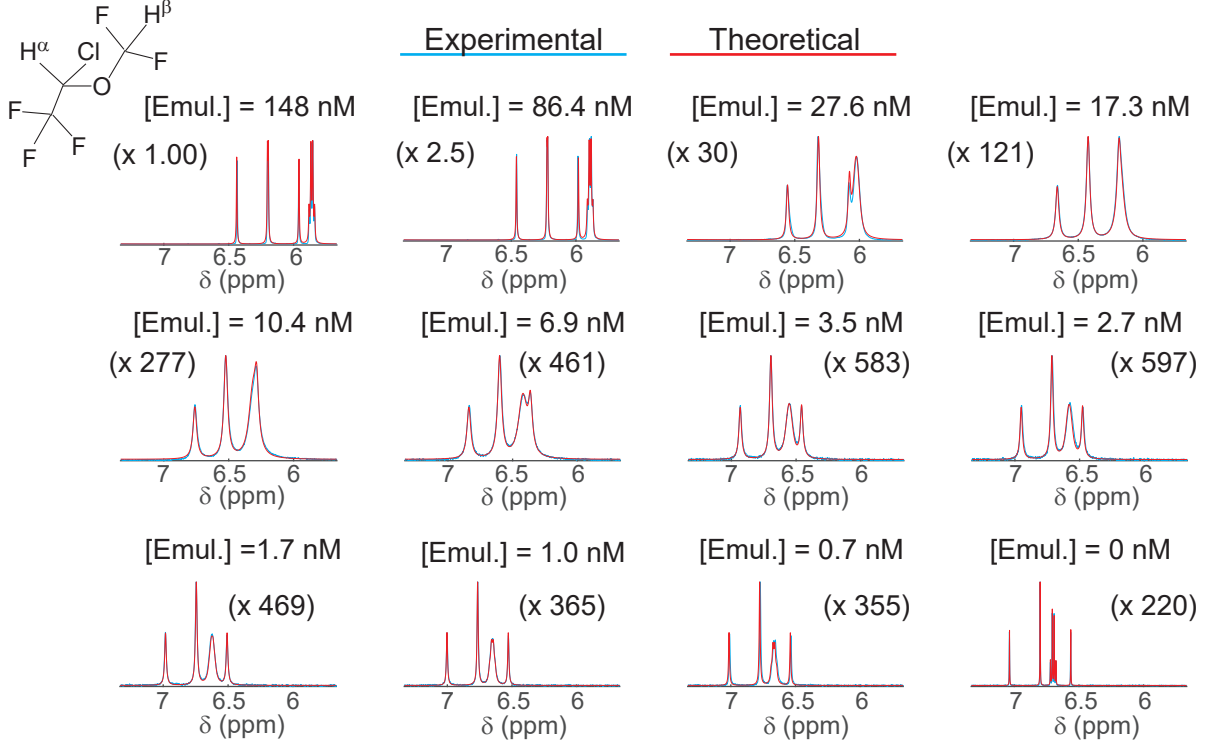 F
H^β
Cl
H^α
F
O
F
F
F
Experimental
Theoretical
[Emul.] = 148 nM
(x 1.00)
7 6.5 6
δ (ppm)
[Emul.] = 86.4 nM
(x 2.5)
7 6.5 6
δ (ppm)
[Emul.] = 27.6 nM
(x 30)
7 6.5 6
δ (ppm)
[Emul.] = 17.3 nM
(x 121)
7 6.5 6
δ (ppm)
[Emul.] = 10.4 nM
(x 277)
7 6.5 6
δ (ppm)
[Emul.] = 6.9 nM
(x 461)
7 6.5 6
δ (ppm)
[Emul.] = 3.5 nM
(x 583)
7 6.5 6
δ (ppm)
[Emul.] = 2.7 nM
(x 597)
7 6.5 6
δ (ppm)
[Emul.] =1.7 nM
(x 469)
7 6.5 6
δ (ppm)
[Emul.] = 1.0 nM
(x 365)
7 6.5 6
δ (ppm)
[Emul.] = 0.7 nM
(x 355)
7 6.5 6
δ (ppm)
[Emul.] = 0 nM
(x 220)
7 6.5 6
δ (ppm)